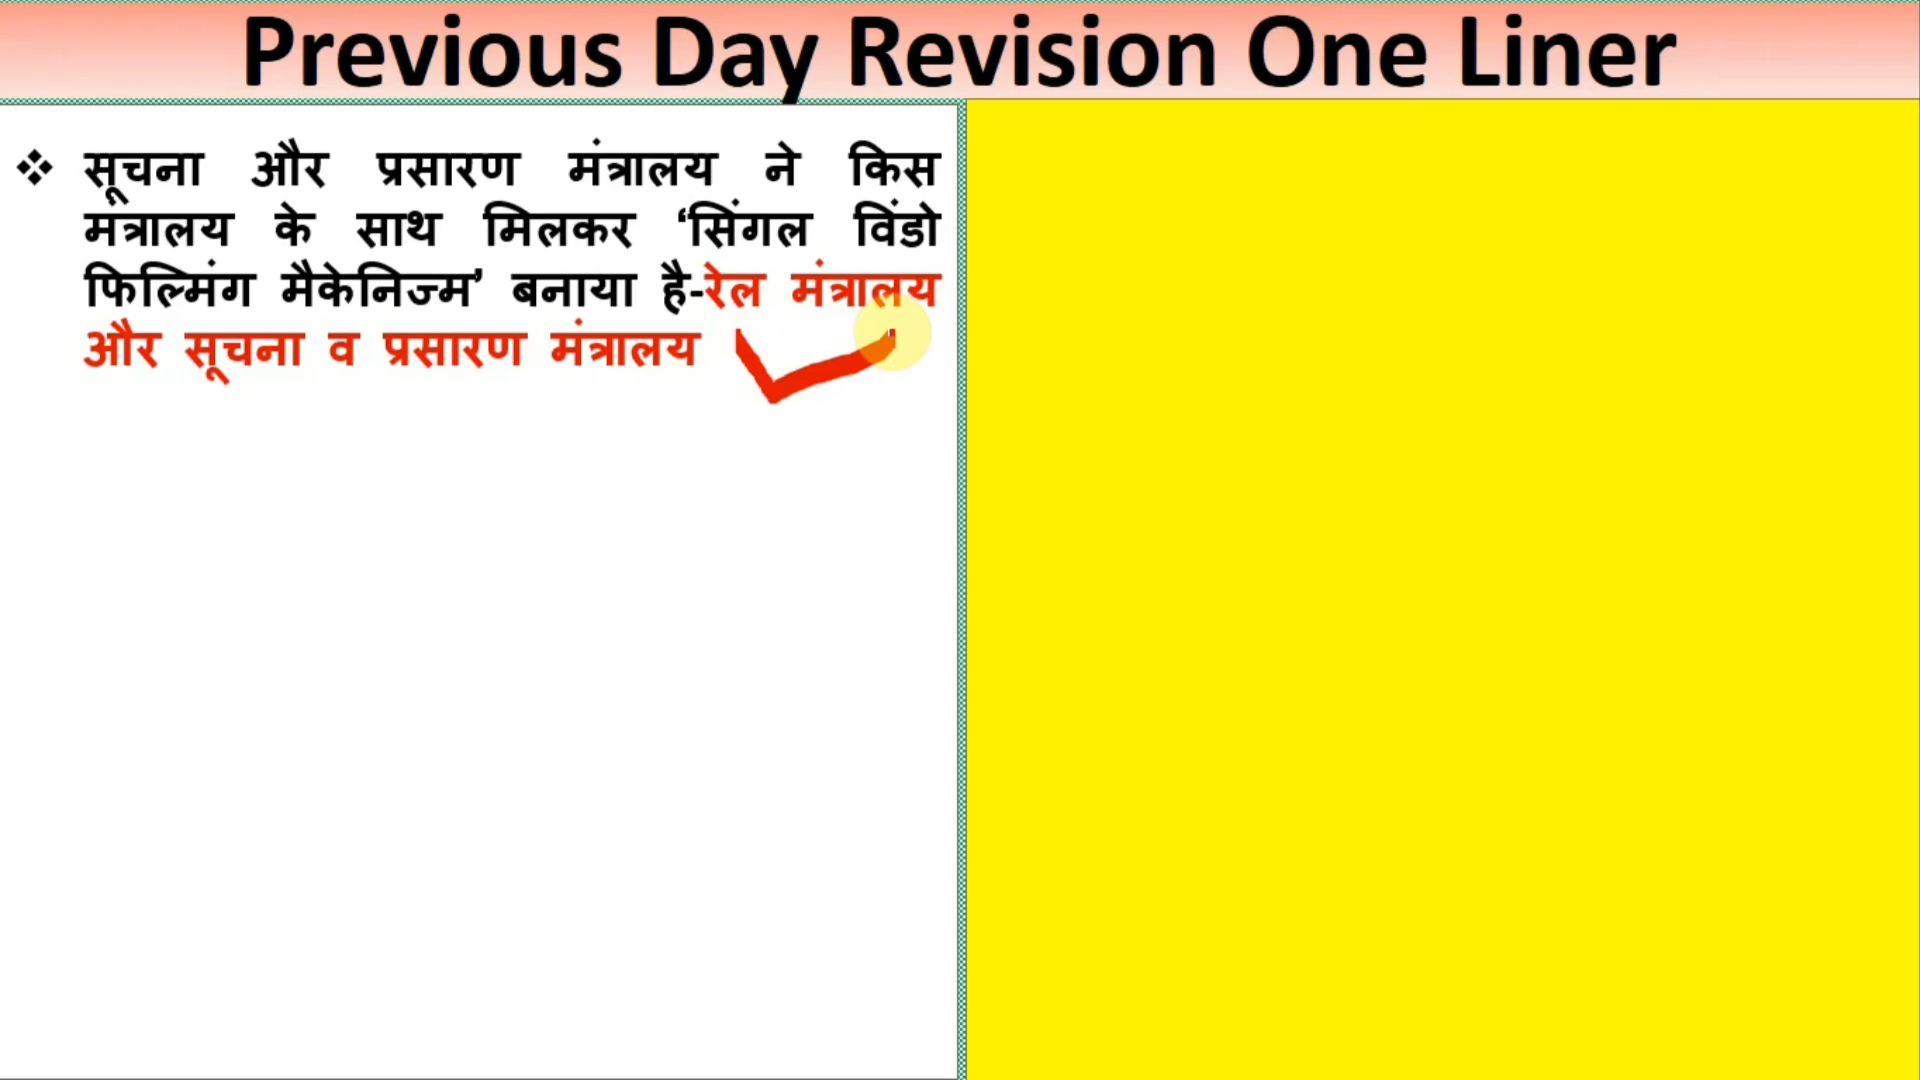 Previous Day Revision One Liner
❖ सूचना और प्रसारण मंत्रालय ने किस
मंत्रालय के साथ मिलकर ‘सिंगल विंडो
फिल्मिंग मैकेनिज्म’ बनाया है-रेल मंत्रालय
और सूचना व प्रसारण मंत्रालय